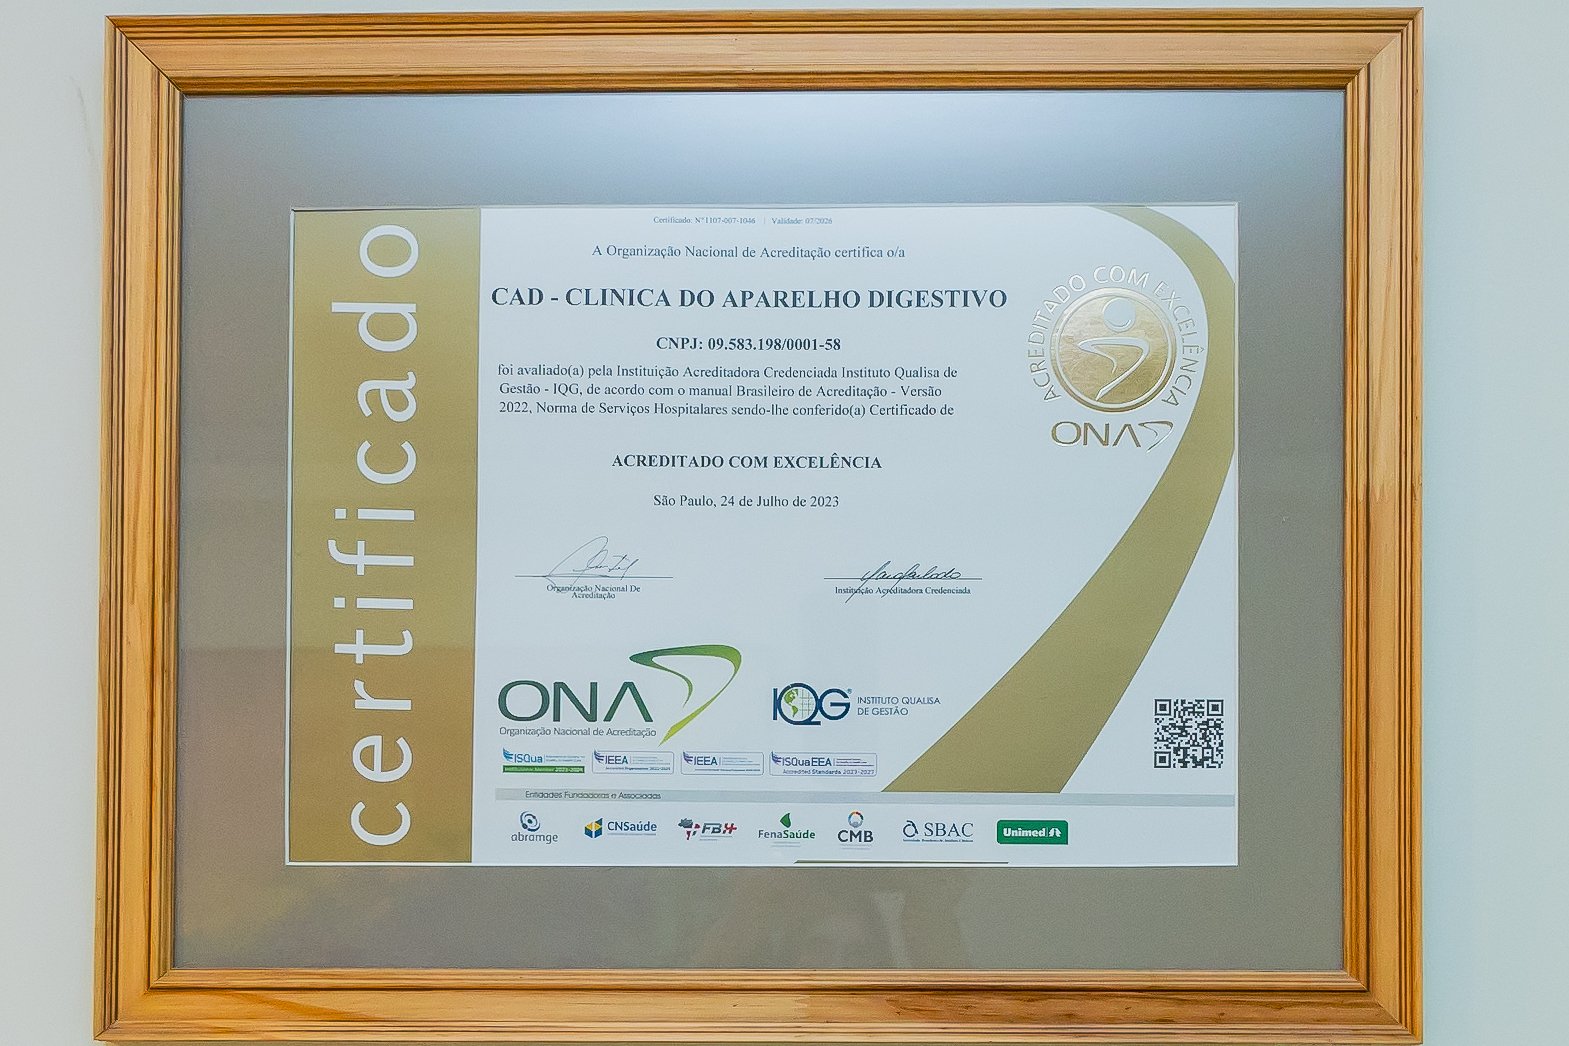 certificado
Certificado: Nº 1107-007-1046 | Validade: 07/2026
A Organização Nacional de Acreditação certifica o/a
CAD - CLINICA DO APARELHO DIGESTIVO
CNPJ: 09.583.198/0001-58
foi avaliado(a) pela Instituição Acreditadora Credenciada Instituto Qualisa de
Gestão - IQG, de acordo com o manual Brasileiro de Acreditação - Versão
2022, Norma de Serviços Hospitalares sendo-lhe conferido(a) Certificado de
ACREDITADO COM EXCELÊNCIA
São Paulo, 24 de Julho de 2023
ACREDITADO COM EXCELÊNCIA
ONA
Organização Nacional De
Acreditação
Instituição Acreditadora Credenciada
ONA
Organização Nacional de Acreditação
IQG®
INSTITUTO QUALISA
DE GESTÃO
ISQua
IEEA
IEEA
ISQuaEEA
Accredited Standards 2023-2027
Entidades Fundadoras e Associadas
abramge
CNSaúde
FBH
FenaSaúde
CMB
SBAC
Unimed